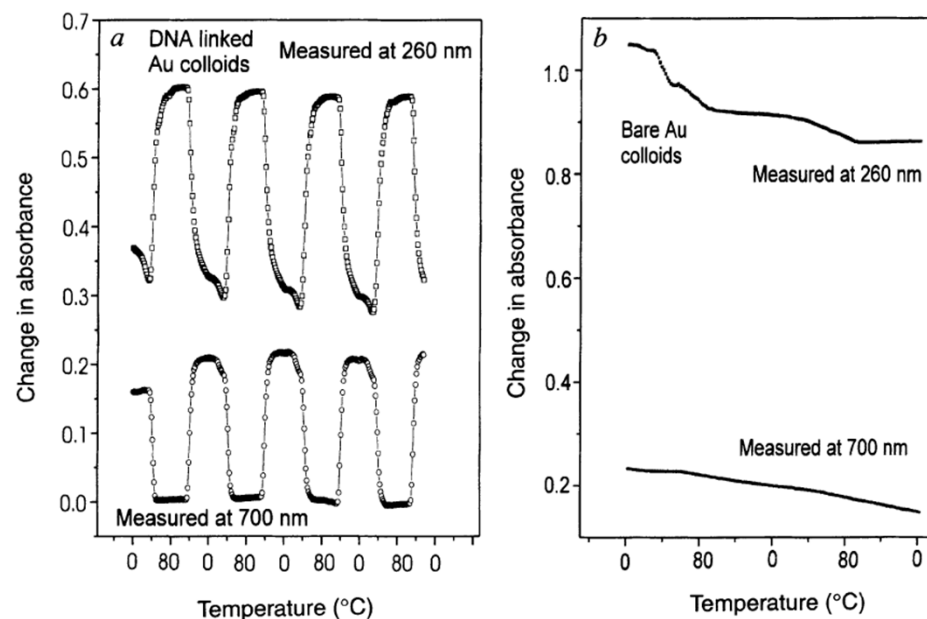 a
DNA linked
Au colloids
Measured at 260 nm
Measured at 700 nm
Change in absorbance
0.7
0.6
0.5
0.4
0.3
0.2
0.1
0.0
0 80 0 80 0 80 0 80 0
Temperature (°C)
b
Bare Au
colloids
Measured at 260 nm
Measured at 700 nm
Change in absorbance
1.0
0.8
0.6
0.4
0.2
0 80 0 80 0
Temperature (°C)